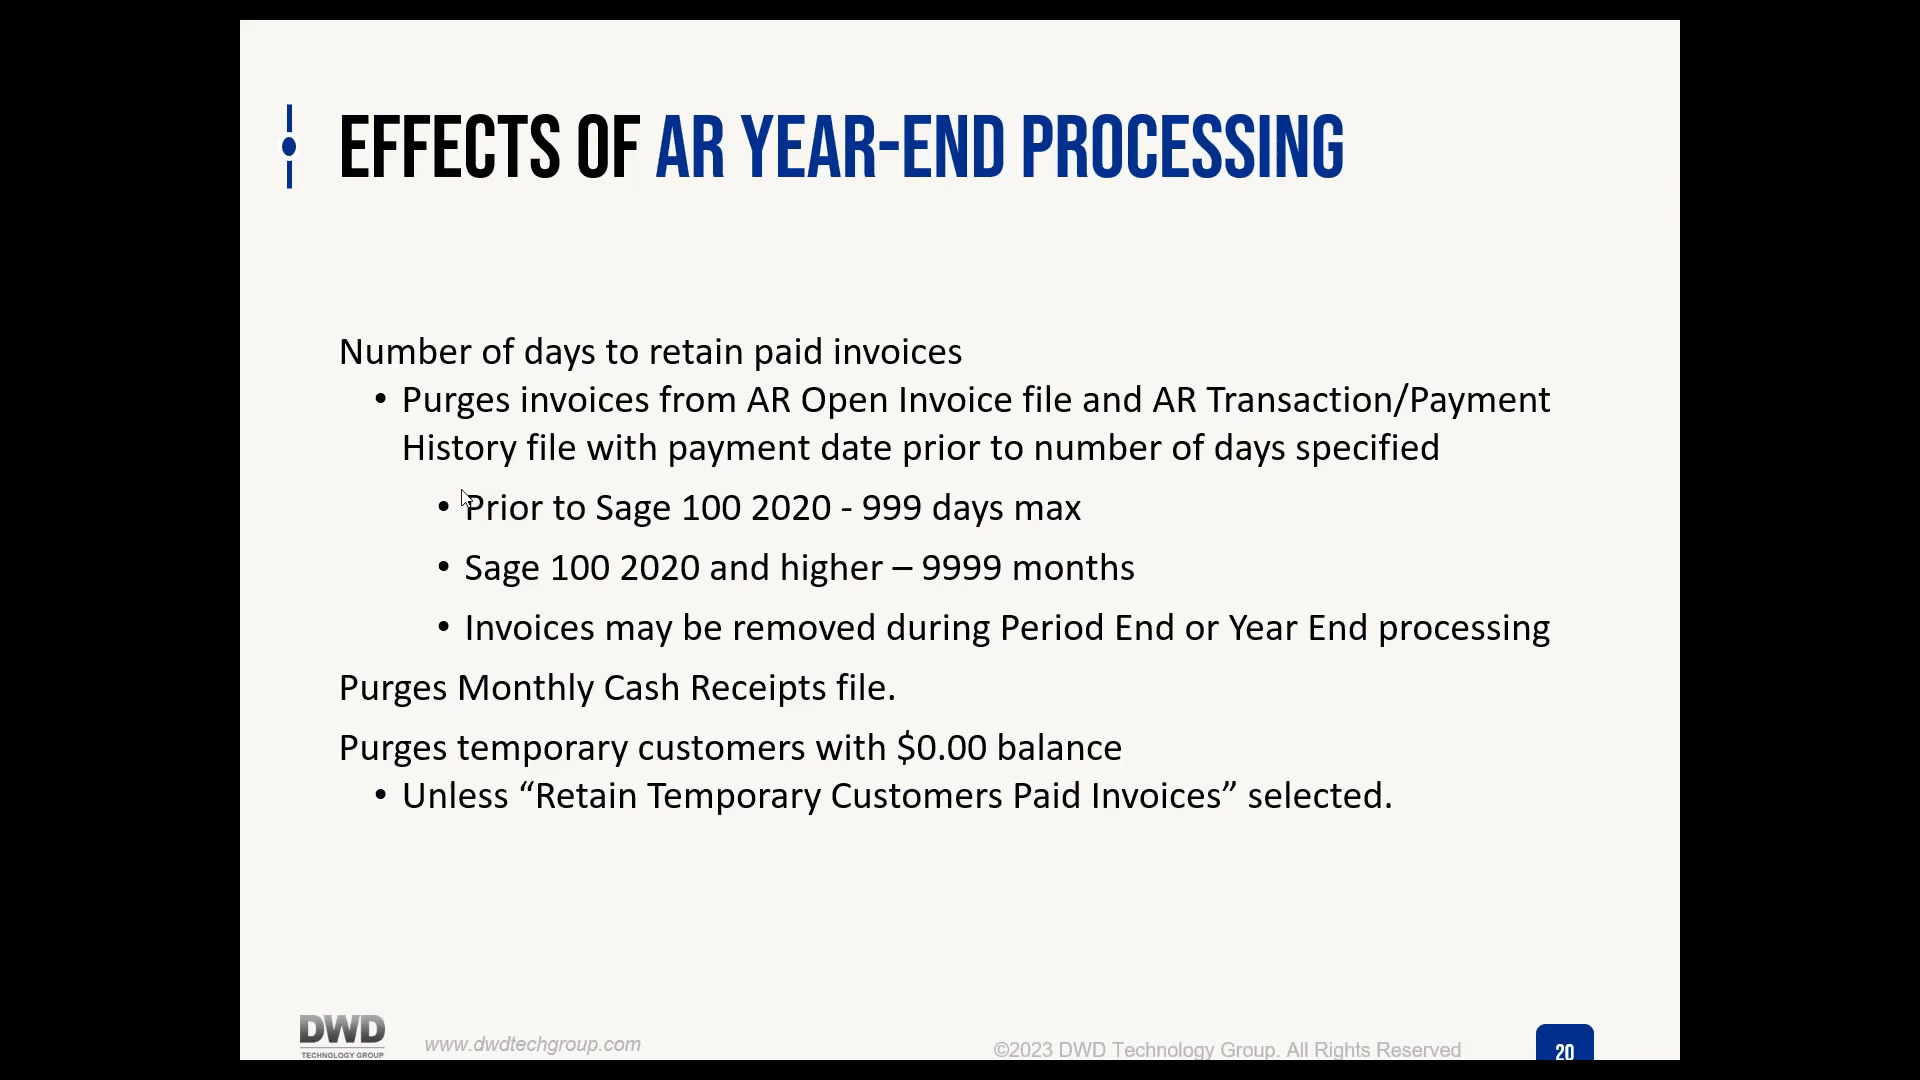 EFFECTS OF AR YEAR-END PROCESSING
Number of days to retain paid invoices
• Purges invoices from AR Open Invoice file and AR Transaction/Payment
History file with payment date prior to number of days specified
• Prior to Sage 100 2020 - 999 days max
• Sage 100 2020 and higher – 9999 months
• Invoices may be removed during Period End or Year End processing
Purges Monthly Cash Receipts file.
Purges temporary customers with $0.00 balance
• Unless “Retain Temporary Customers Paid Invoices” selected.
DWD
TECHNOLOGY GROUP
www.dwdtechgroup.com
©2023 DWD Technology Group. All Rights Reserved
20